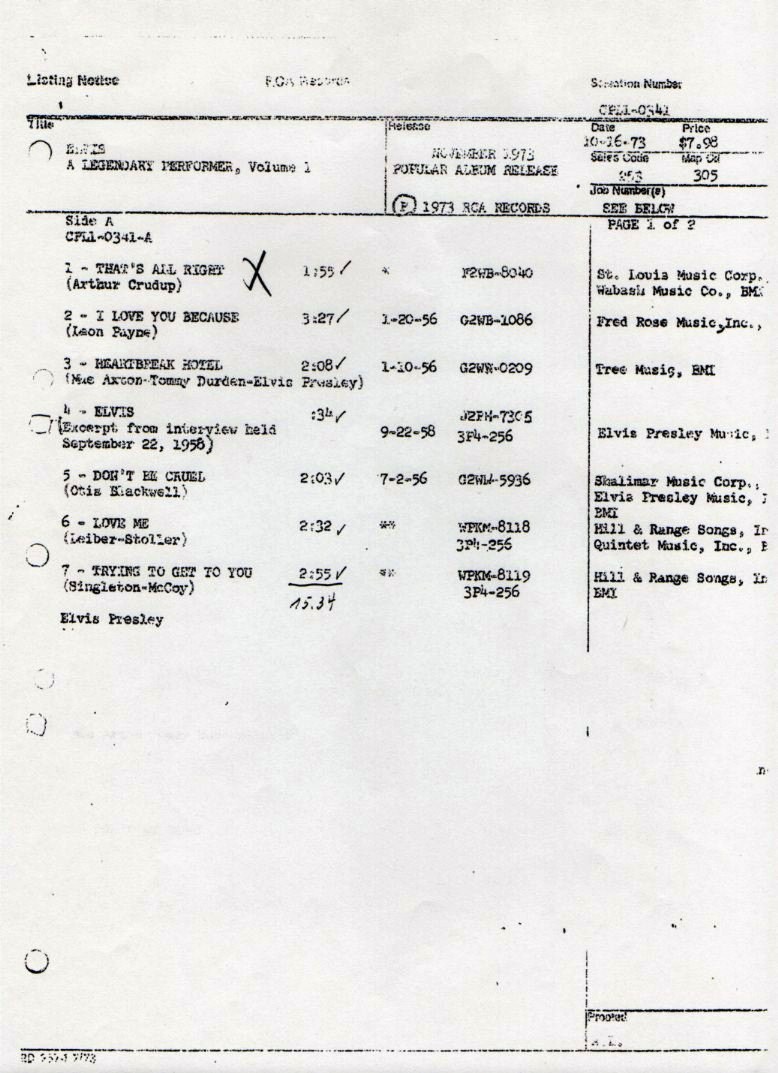 Listing Notice RCA Records Selection Number
CPL1-0341
Title Release Date Price
10-16-73 $7.98
ELVIS NOVEMBER 1973 Sales Code Map Cd
A LEGENDARY PERFORMER, Volume 1 POPULAR ALBUM RELEASE 305
Job Number(s)
(P) 1973 RCA RECORDS SEE BELOW
Side A PAGE 1 of 2
CPL1-0341-A
1 - THAT'S ALL RIGHT X 1:55 ✓ * F2WB-8040 St. Louis Music Corp.
(Arthur Crudup) Wabash Music Co., BMI
2 - I LOVE YOU BECAUSE 3:27 ✓ 1-20-56 G2WB-1086 Fred Rose Music, Inc.,
(Leon Payne)
3 - HEARTBREAK HOTEL 2:08 ✓ 1-10-56 G2WW-0209 Tree Music, BMI
(Mae Axton-Tommy Durden-Elvis Presley)
4 - ELVIS :34 ✓ J2PH-7305
(Excerpt from interview held 9-22-58 3P4-256 Elvis Presley Music,
September 22, 1958)
5 - DON'T BE CRUEL 2:03 ✓ 7-2-56 G2WW-5936 Shalimar Music Corp.,
(Otis Blackwell) Elvis Presley Music,
BMI
6 - LOVE ME 2:32 ✓ ** WPKM-8118 Hill & Range Songs, In
(Leiber-Stoller) 3P4-256 Quintet Music, Inc., B
7 - TRYING TO GET TO YOU 2:55 ✓ ** WPKM-8119 Hill & Range Songs, In
(Singleton-McCoy) 3P4-256 BMI
15.34
Elvis Presley
Proofed